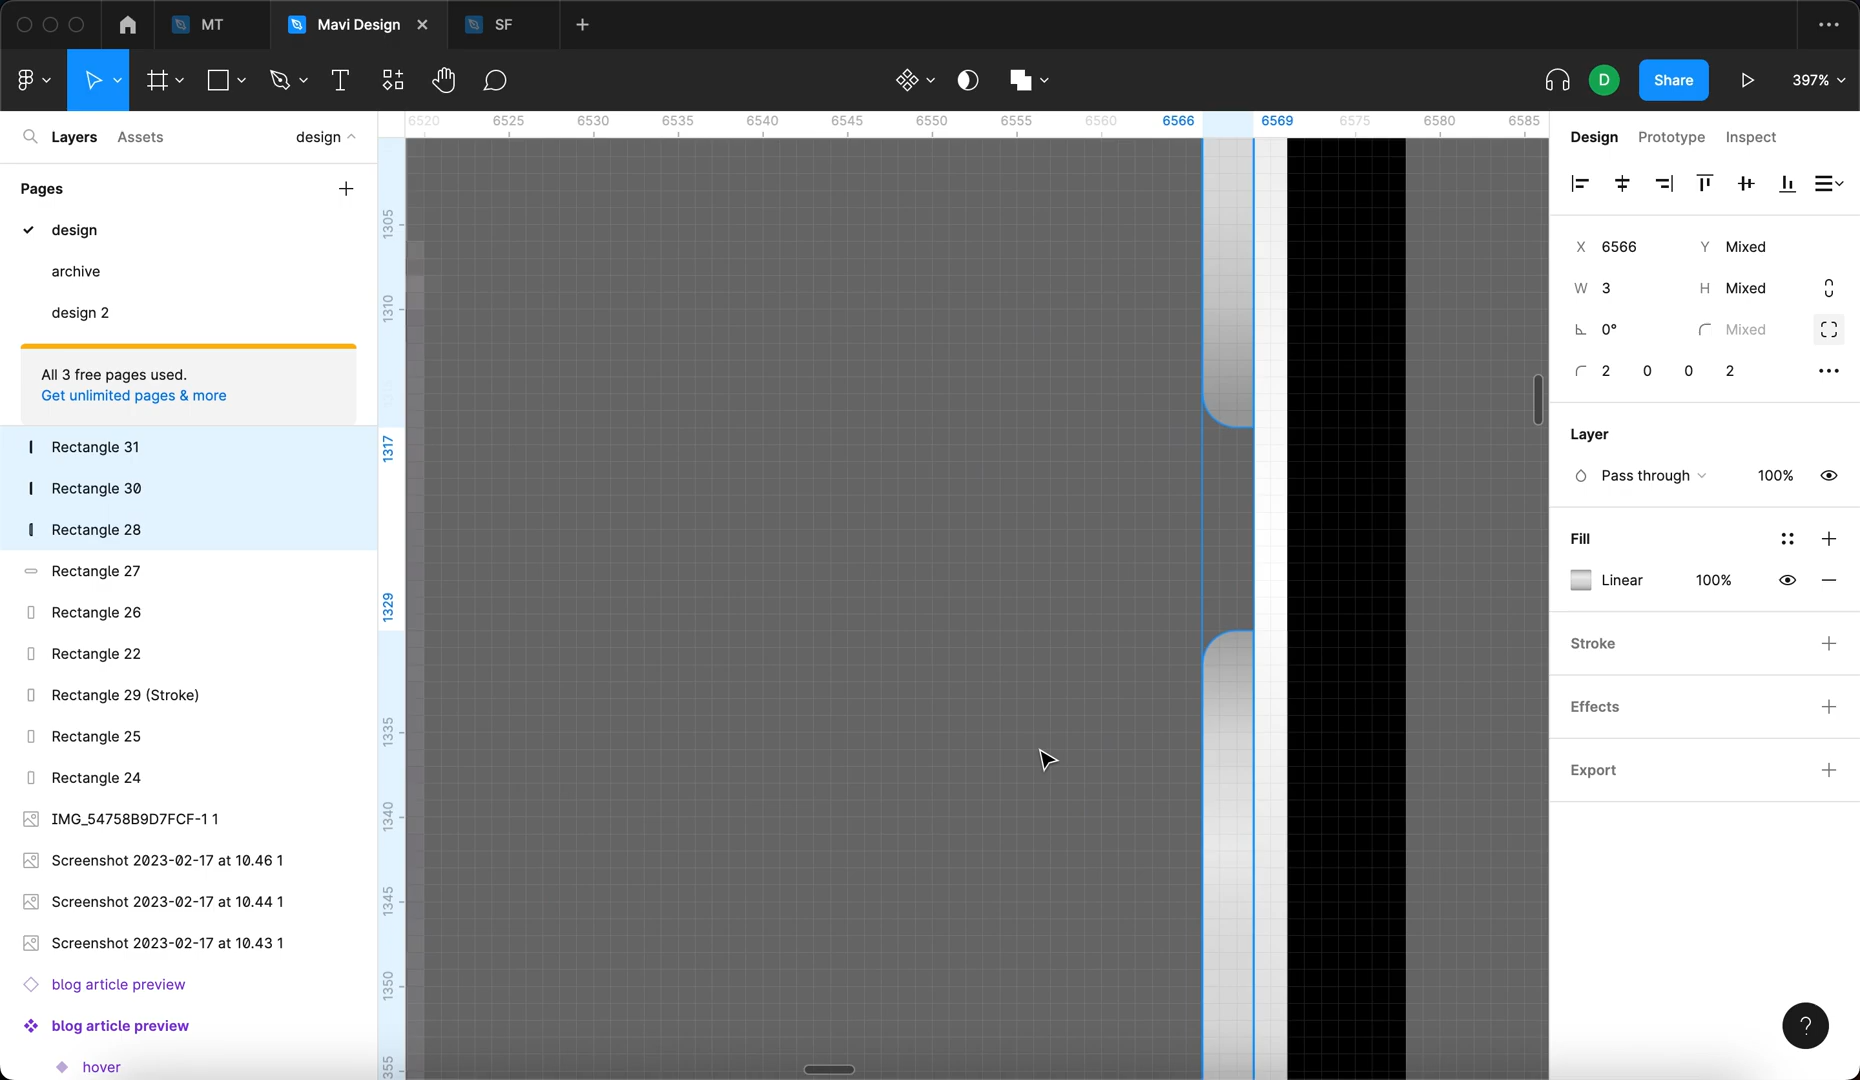 MT
Mavi Design
SF
D
Share
397%
Layers
Assets
design
6520
6525
6530
6535
6540
6545
6550
6555
6560
6566
6569
6575
6580
6585
Design
Prototype
Inspect
Pages
design
archive
design 2
All 3 free pages used.
Get unlimited pages & more
Rectangle 31
Rectangle 30
Rectangle 28
Rectangle 27
Rectangle 26
Rectangle 22
Rectangle 29 (Stroke)
Rectangle 25
Rectangle 24
IMG_54758B9D7FCF-1 1
Screenshot 2023-02-17 at 10.46 1
Screenshot 2023-02-17 at 10.44 1
Screenshot 2023-02-17 at 10.43 1
blog article preview
blog article preview
hover
1305
1310
1317
1329
1335
1340
1345
1350
355
X 6566 Y Mixed
W 3 H Mixed
0° Mixed
2 0 0 2
Layer
Pass through 100%
Fill
Linear 100%
Stroke
Effects
Export
?